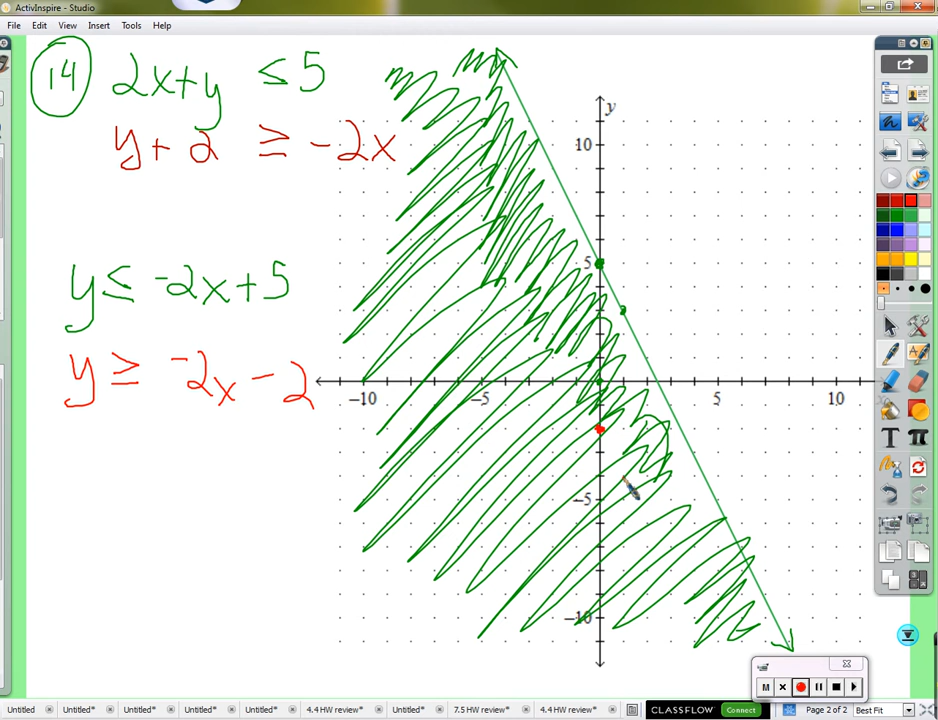 ActivInspire - Studio
File Edit View Insert Tools Help
14 2x+y ≤ 5
y+2 ≥ -2x
y ≤ -2x+5
y ≥ -2x-2
y
10
5
-10 -5 5 10
-5
-10
T π
M
Untitled Untitled* Untitled* Untitled* Untitled* 4.4 HW review* Untitled* 7.5 HW review* 4.4 HW review* CLASSFLOW Connect Page 2 of 2 Best Fit